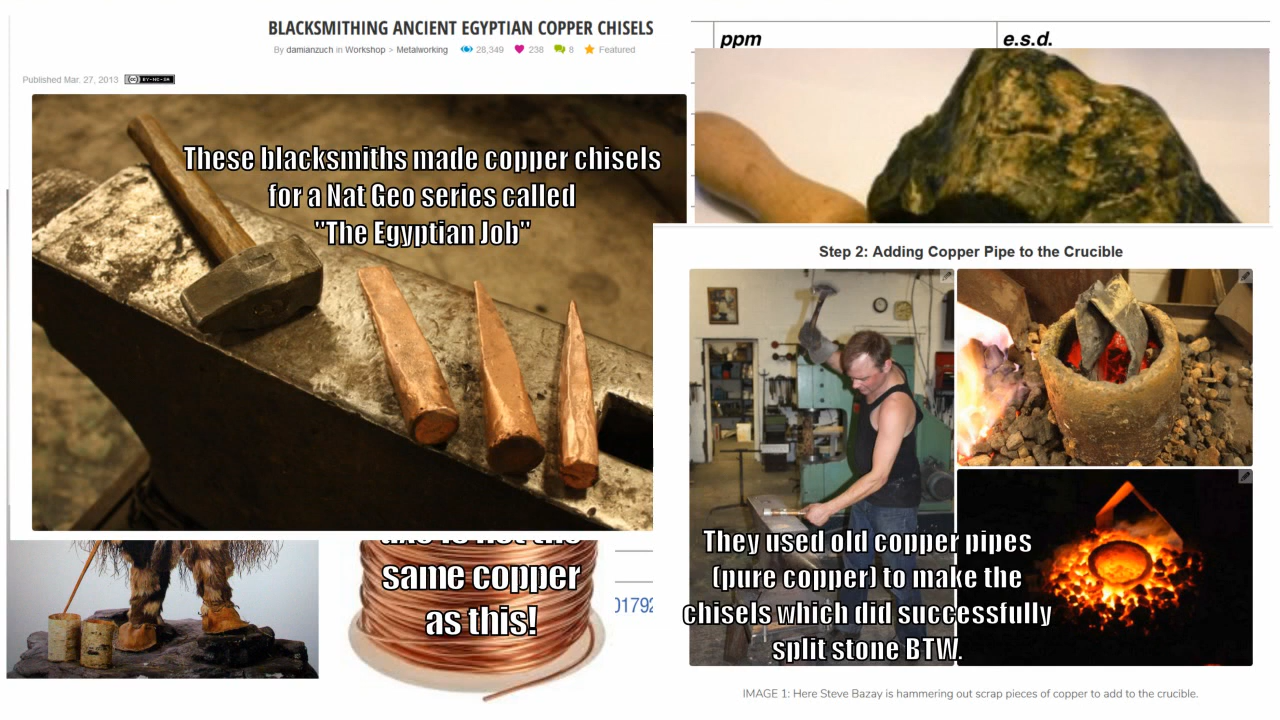 BLACKSMITHING ANCIENT EGYPTIAN COPPER CHISELS
By damianzuch in Workshop > Metalworking 28,349 238 8 Featured
Published Mar. 27, 2013
These blacksmiths made copper chisels
for a Nat Geo series called
"The Egyptian Job"
same copper
as this!
01792
ppm e.s.d.
Step 2: Adding Copper Pipe to the Crucible
They used old copper pipes
(pure copper) to make the
chisels which did successfully
split stone BTW.
IMAGE 1: Here Steve Bazay is hammering out scrap pieces of copper to add to the crucible.